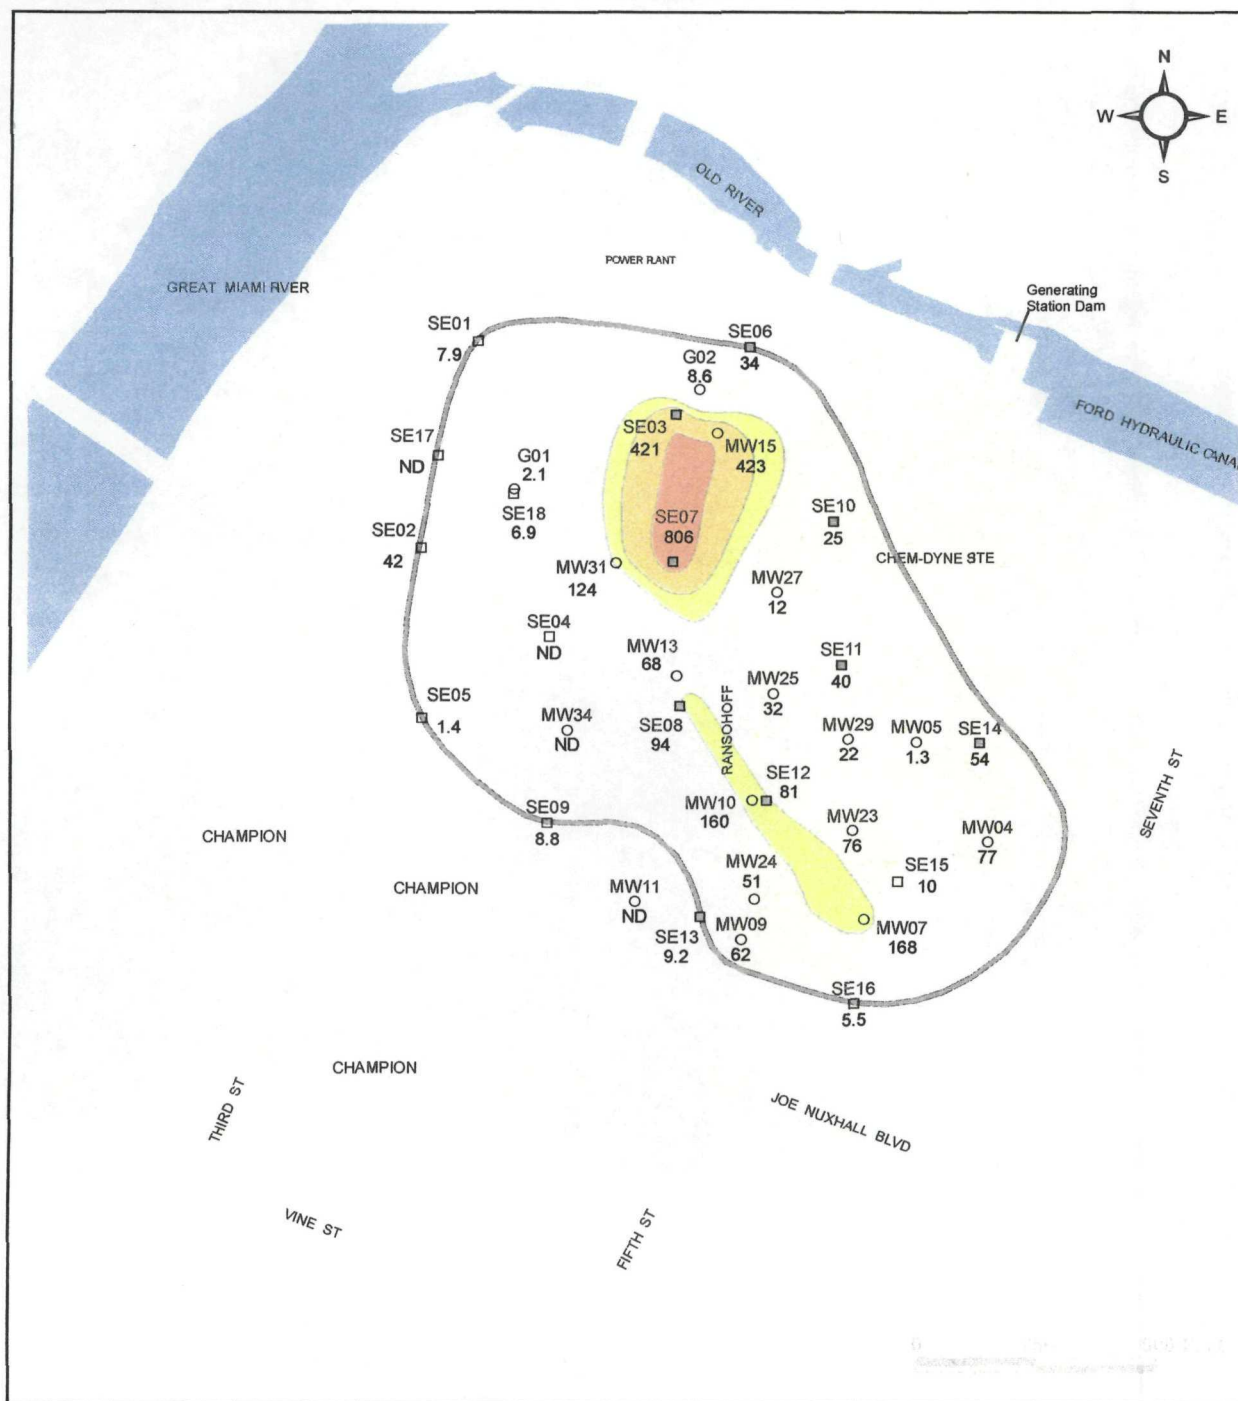 N
W E
S
OLD RIVER
POWER PLANT
GREAT MIAMI RIVER
Generating
Station Dam
FORD HYDRAULIC CANA
SE01
7.9
SE06
34
G02
8.6
SE03
421
MW15
423
SE17
ND
G01
2.1
SE18
6.9
SE07
806
SE10
25
SE02
42
MW31
124
CHEM-DYNE STE
MW27
12
SE04
ND
MW13
68
SE11
40
MW25
32
RANSOHOFF
SE05
1.4
MW34
ND
SE08
94
MW29
22
MW05
1.3
SE14
54
SEVENTH ST
SE12
81
MW10
160
SE09
8.8
MW23
76
MW04
77
CHAMPION
CHAMPION
MW24
51
SE15
10
MW11
ND
SE13
9.2
MW09
62
MW07
168
SE16
5.5
CHAMPION
THIRD ST
JOE NUXHALL BLVD
VINE ST
FIFTH ST
0